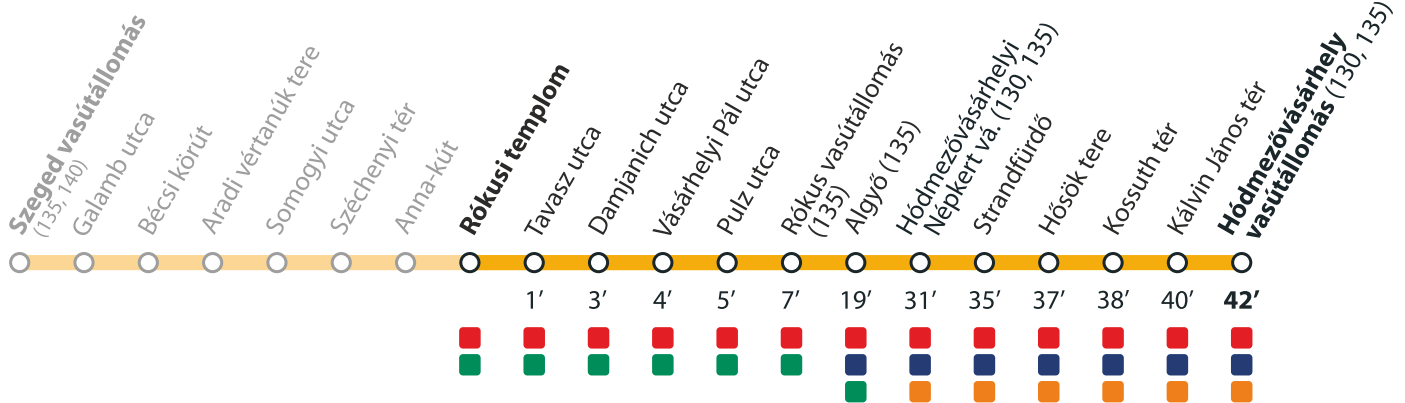 Szeged vasútállomás
(135, 140)
Galamb utca
Bécsi körút
Aradi vértanúk tere
Somogyi utca
Széchenyi tér
Anna-kút
Rókusi templom
Tavasz utca
Damjanich utca
Vásárhelyi Pál utca
Pulz utca
Rókus vasútállomás
(135)
Algyő (135)
Hódmezővásárhelyi
Népkert vá. (130, 135)
Strandfürdő
Hősök tere
Kossuth tér
Kálvin János tér
Hódmezővásárhely
vasútállomás (130, 135)
1’ 3’ 4’ 5’ 7’ 19’ 31’ 35’ 37’ 38’ 40’ 42’